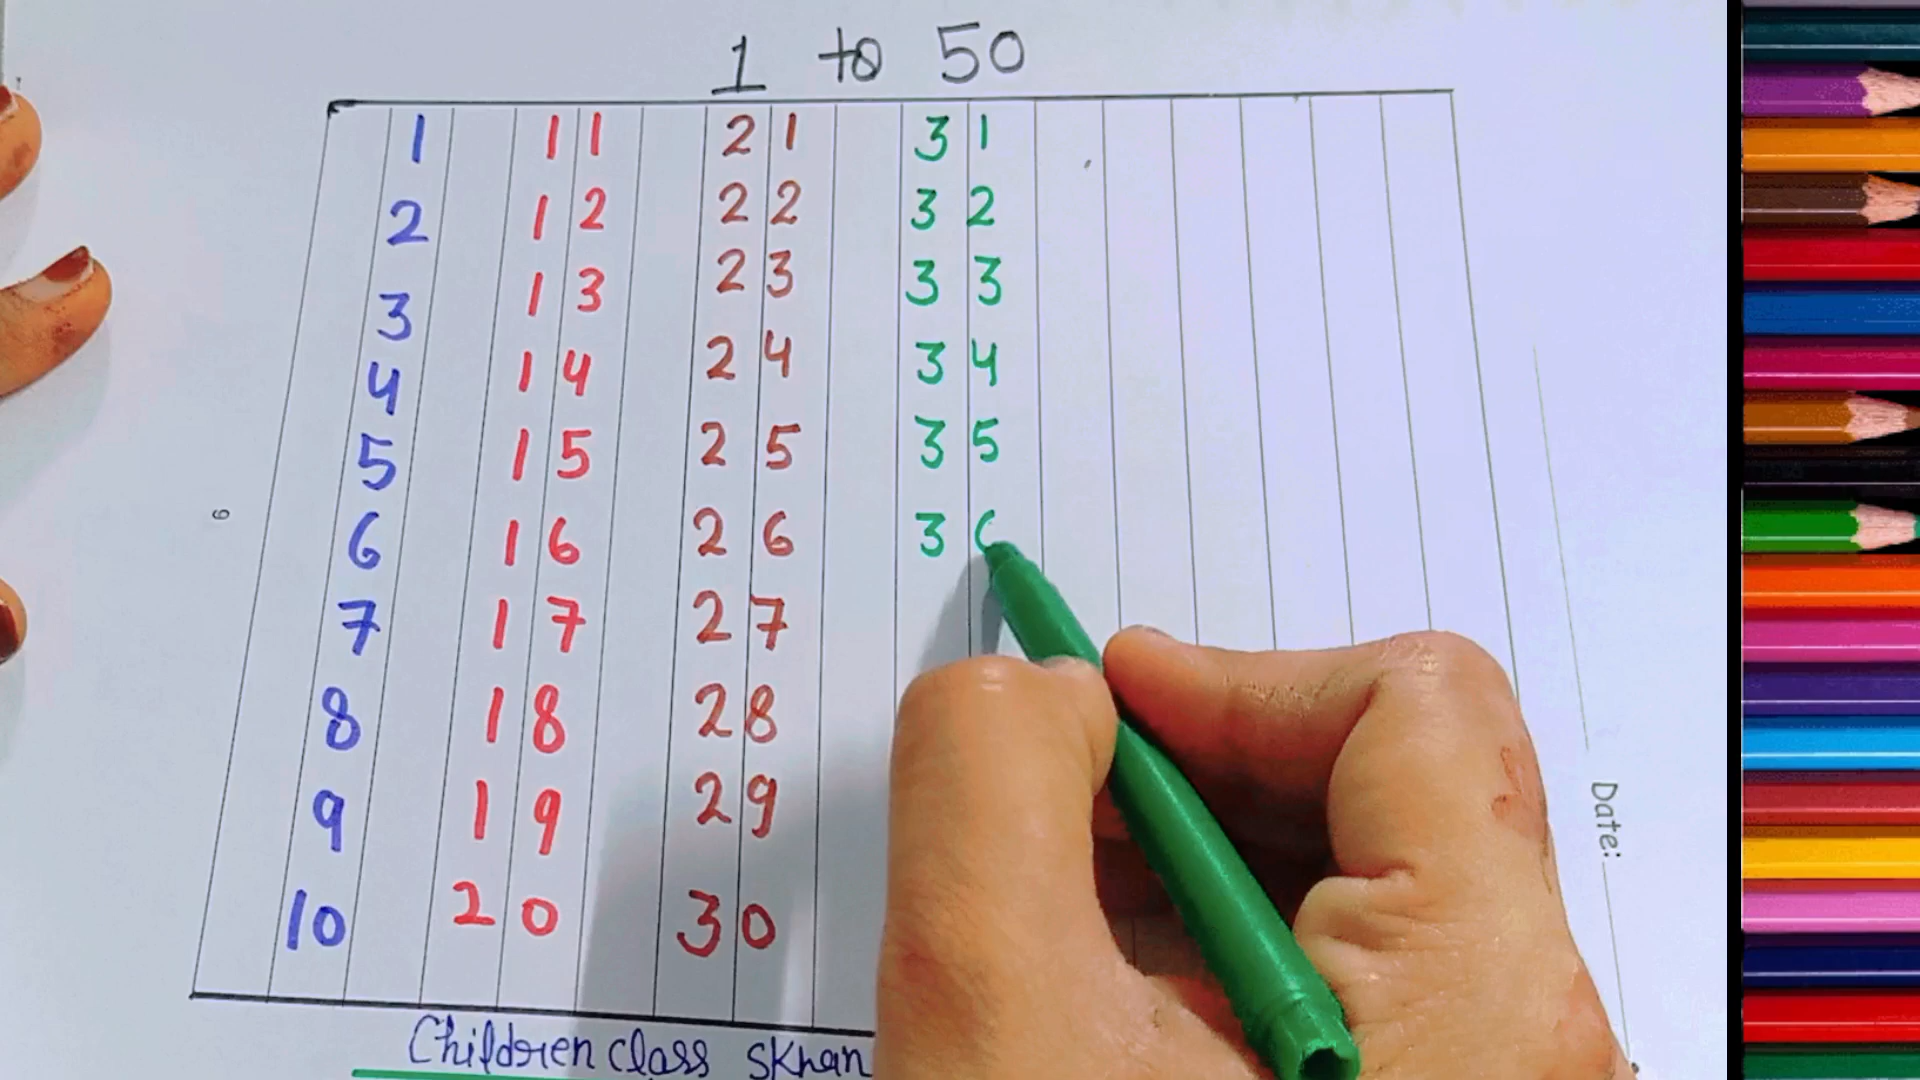 1 to 50
1 11 21 31
2 12 22 32
3 13 23 33
4 14 24 34
5 15 25 35
6 16 26 36
7 17 27
8 18 28
9 19 29
10 20 30
Children class Skhan
Date:
6